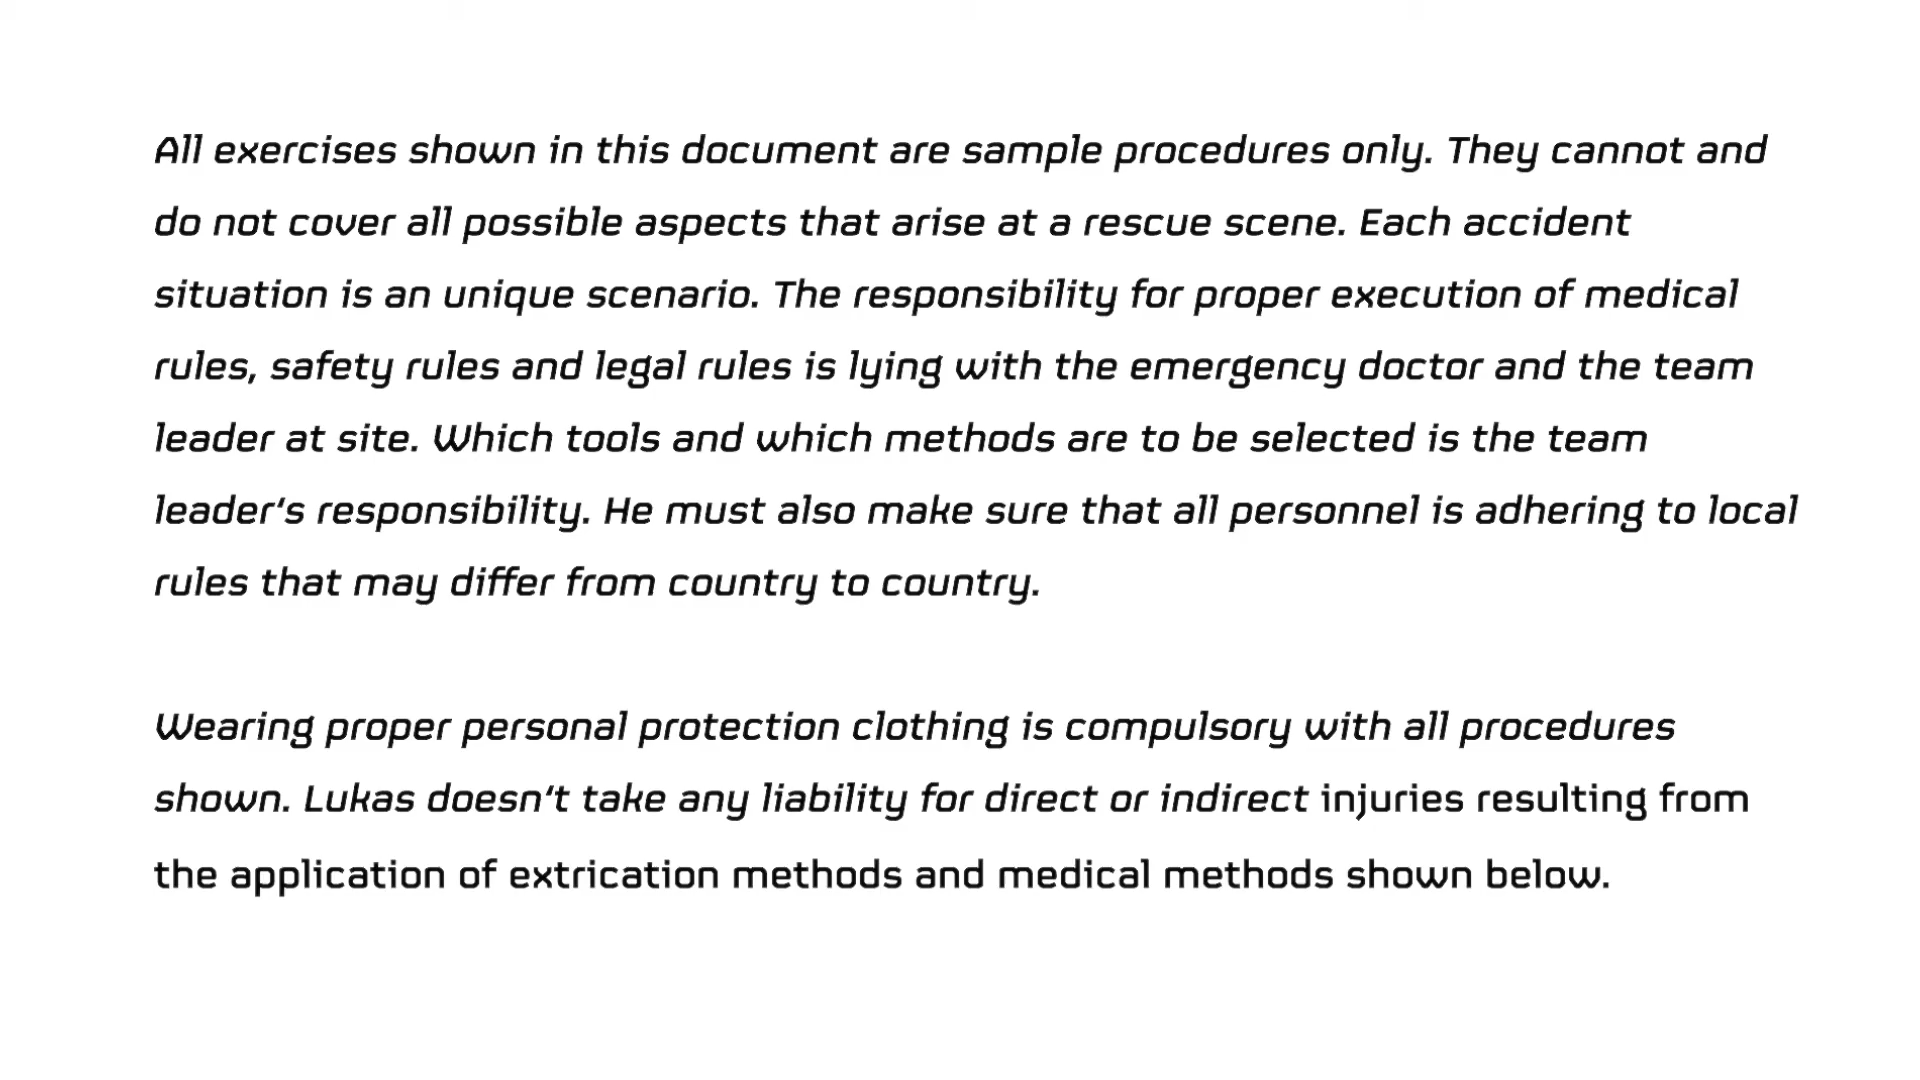 All exercises shown in this document are sample procedures only. They cannot and
do not cover all possible aspects that arise at a rescue scene. Each accident
situation is an unique scenario. The responsibility for proper execution of medical
rules, safety rules and legal rules is lying with the emergency doctor and the team
leader at site. Which tools and which methods are to be selected is the team
leader‘s responsibility. He must also make sure that all personnel is adhering to local
rules that may differ from country to country.
Wearing proper personal protection clothing is compulsory with all procedures
shown. Lukas doesn‘t take any liability for direct or indirect injuries resulting from
the application of extrication methods and medical methods shown below.